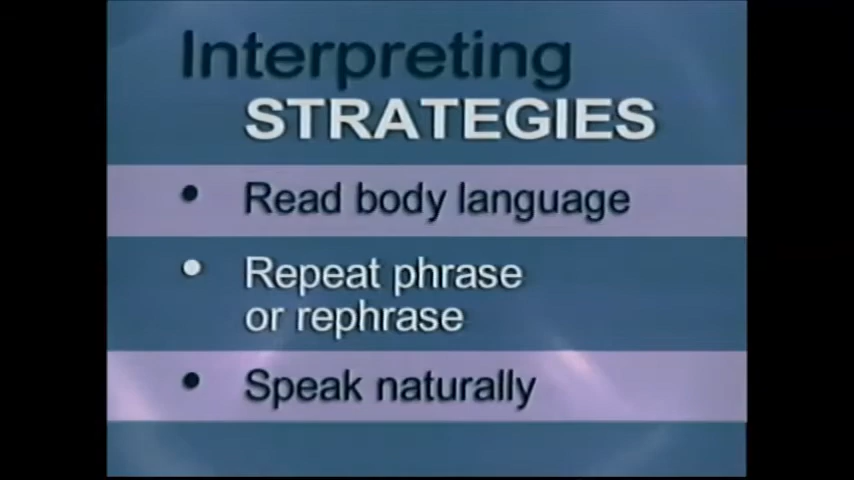 Interpreting
STRATEGIES
• Read body language
• Repeat phrase
or rephrase
• Speak naturally